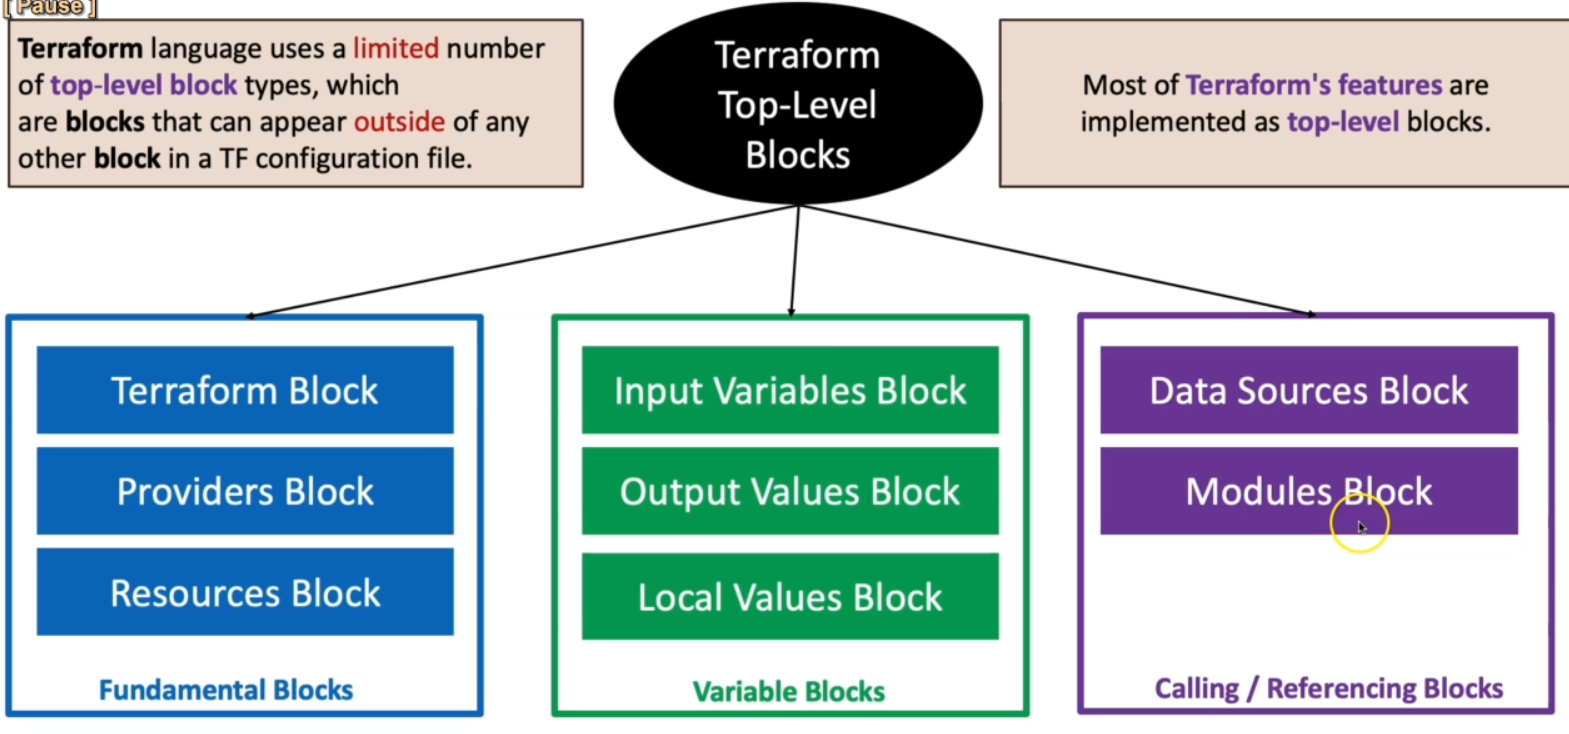 [ Pause ]
Terraform language uses a limited number
of top-level block types, which
are blocks that can appear outside of any
other block in a TF configuration file.
Terraform
Top-Level
Blocks
Most of Terraform's features are
implemented as top-level blocks.
Terraform Block
Providers Block
Resources Block
Fundamental Blocks
Input Variables Block
Output Values Block
Local Values Block
Variable Blocks
Data Sources Block
Modules Block
Calling / Referencing Blocks